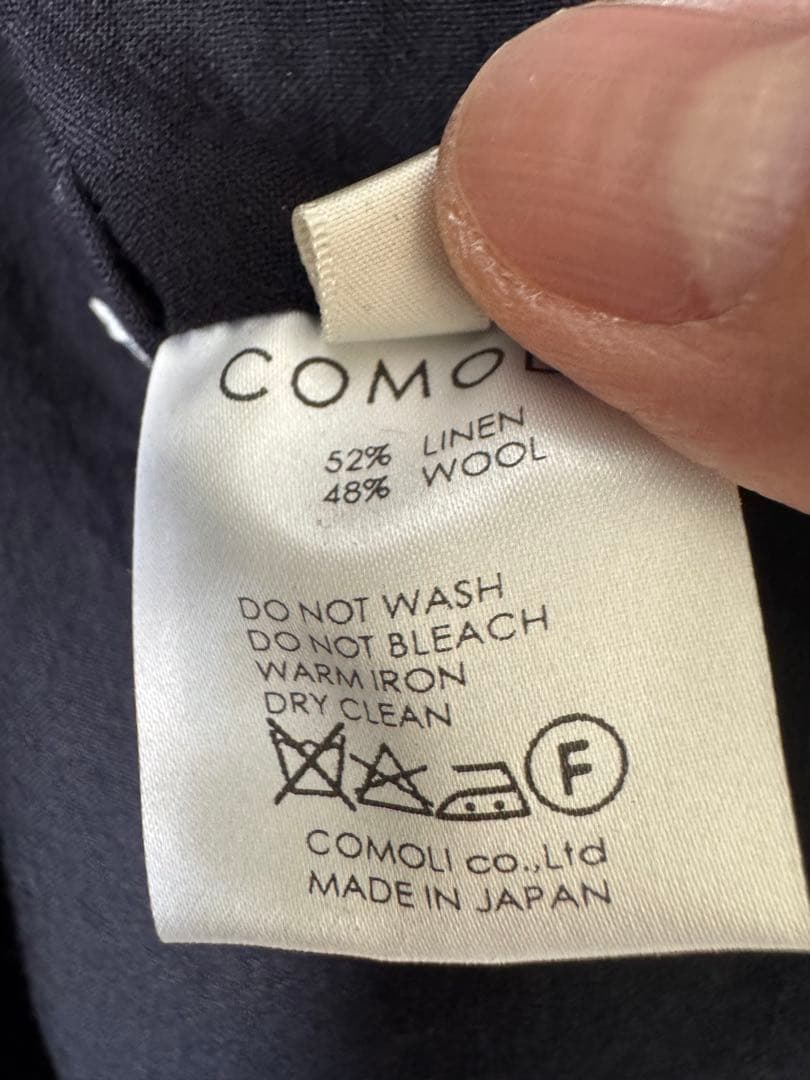 COMOL
52% LINEN
48% WOOL
DO NOT WASH
DO NOT BLEACH
WARM IRON
DRY CLEAN
F
COMOLI co.,Ltd
MADE IN JAPAN